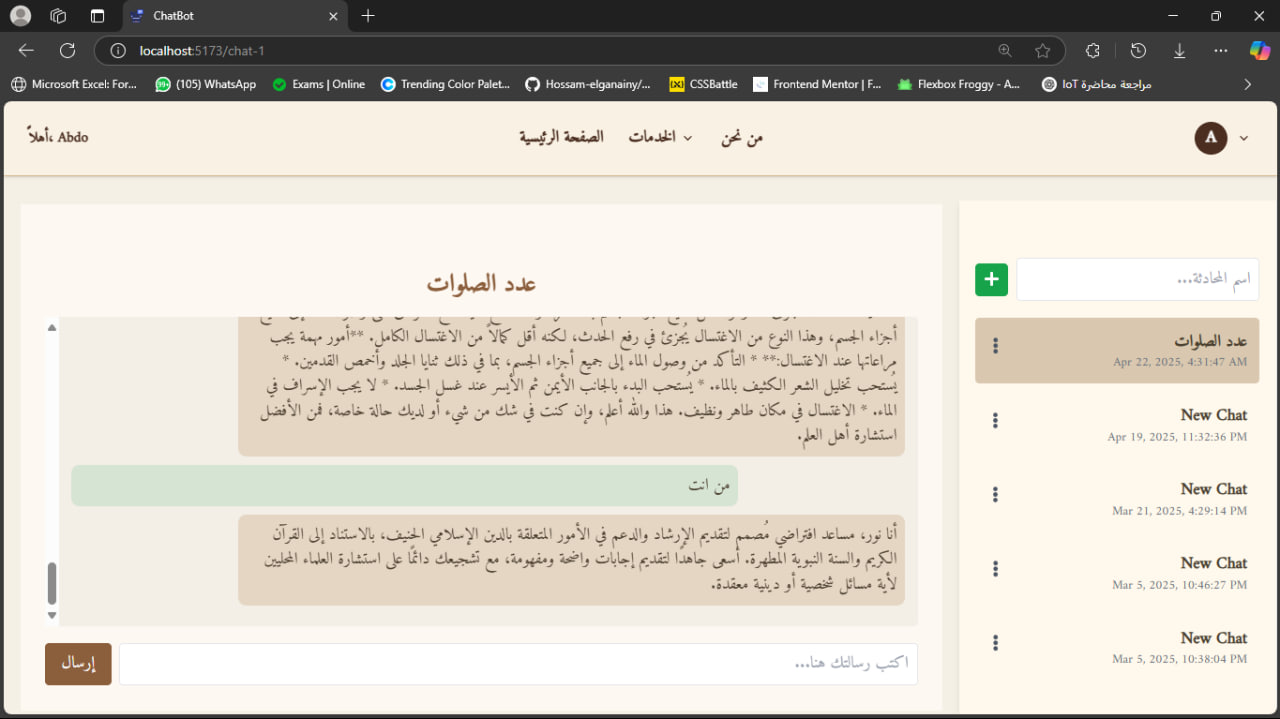 ChatBot
localhost:5173/chat-1
Microsoft Excel: For...
(105) WhatsApp
Exams | Online
Trending Color Palet...
Hossam-elganainy/...
CSSBattle
Frontend Mentor | F...
Flexbox Froggy - A...
مراجعة محاضرة IoT
أهلاً، Abdo
الصفحة الرئيسية
الخدمات
من نحن
A
عدد الصلوات
أجزاء الجسم، وهذا النوع من الاغتسال يُجزئ في رفع الحدث، لكنه أقل كمالاً من الاغتسال الكامل. **أمور مهمة يجب
مراعاتها عند الاغتسال:** * التأكد من وصول الماء إلى جميع أجزاء الجسم، بما في ذلك ثنايا الجلد وأخمص القدمين. *
يُستحب تخليل الشعر الكثيف بالماء. * يُستحب البدء بالجانب الأيمن ثم الأيسر عند غسل الجسد. * لا يجب الإسراف في
الماء. * الاغتسال في مكان طاهر ونظيف. هذا والله أعلم، وإن كنت في شك من شيء أو لديك حالة خاصة، فمن الأفضل
استشارة أهل العلم.
من انت
أنا نور، مساعد افتراضي مُصمم لتقديم الإرشاد والدعم في الأمور المتعلقة بالدين الإسلامي الحنيف، بالاستناد إلى القرآن
الكريم والسنة النبوية المطهرة. أسعى جاهدًا لتقديم إجابات واضحة ومفهومة، مع تشجيعك دائمًا على استشارة العلماء المحليين
لأية مسائل شخصية أو دينية معقدة.
اكتب رسالتك هنا...
إرسال
اسم المحادثة...
+
عدد الصلوات
Apr 22, 2025, 4:31:47 AM
New Chat
Apr 19, 2025, 11:32:36 PM
New Chat
Mar 21, 2025, 4:29:14 PM
New Chat
Mar 5, 2025, 10:46:27 PM
New Chat
Mar 5, 2025, 10:38:04 PM